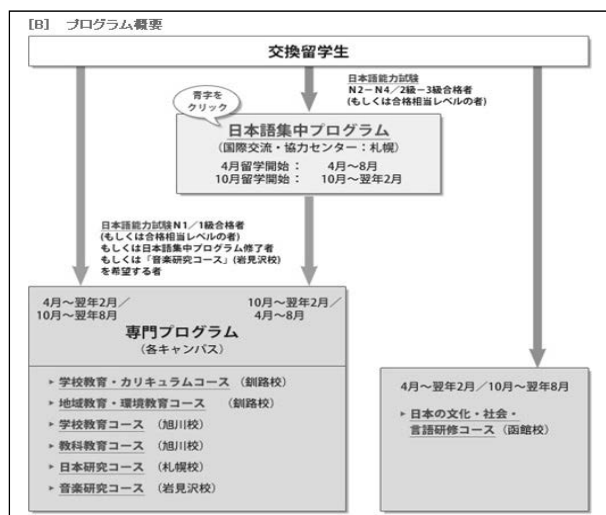 [B] プログラム概要
交換留学生
日本語能力試験
N2－N4／2級－3級合格者
(もしくは合格相当レベルの者)
青字を
クリック
日本語集中プログラム
(国際交流・協力センター：札幌)
4月留学開始： 4月～8月
10月留学開始： 10月～翌年2月
日本語能力試験N1／1級合格者
(もしくは合格相当レベルの者)
もしくは日本語集中プログラム修了者
もしくは「音楽研究コース」(岩見沢校)
を希望する者
4月～翌年2月／
10月～翌年8月
10月～翌年2月／
4月～8月
専門プログラム
(各キャンパス)
▸ 学校教育・カリキュラムコース (釧路校)
▸ 地域教育・環境教育コース (釧路校)
▸ 学校教育コース (旭川校)
▸ 教科教育コース (旭川校)
▸ 日本研究コース (札幌校)
▸ 音楽研究コース (岩見沢校)
4月～翌年2月／10月～翌年8月
▸ 日本の文化・社会・
言語研修コース (函館校)